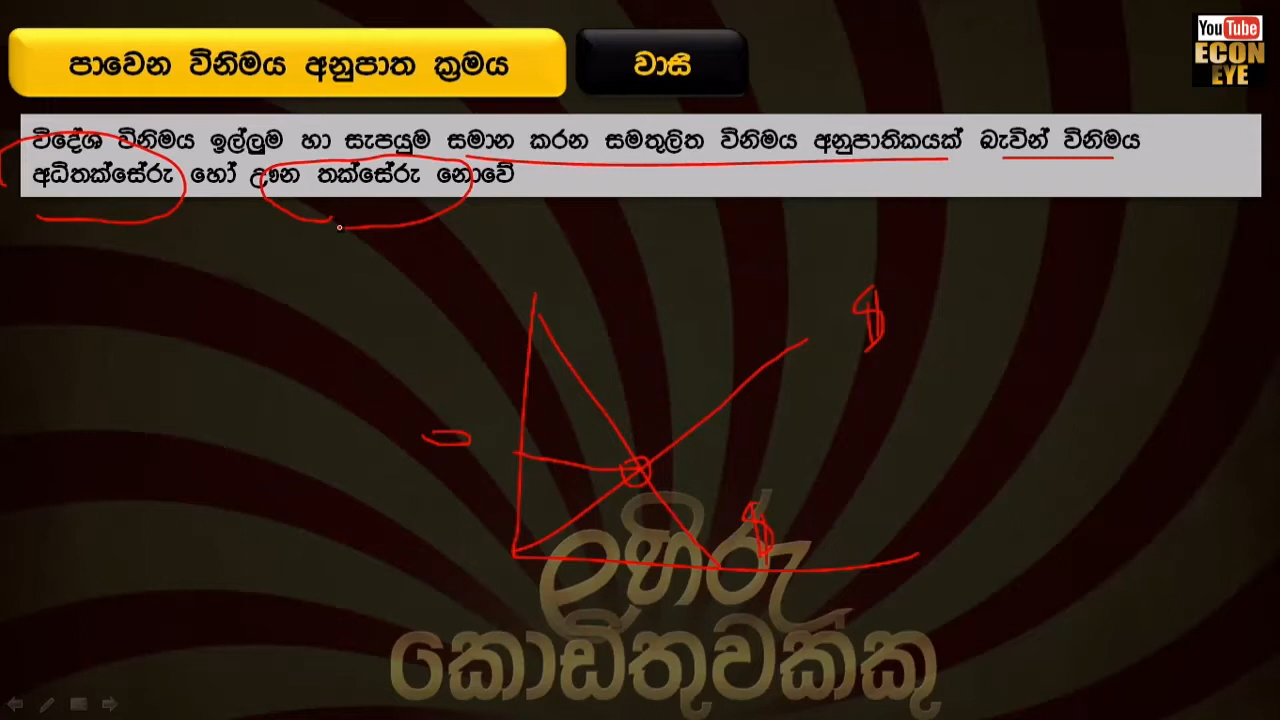 පාවෙන විනිමය අනුපාත ක්‍රමය
වාසි
YouTube
ECON
EYE
විදේශ විනිමය ඉල්ලුම හා සැපයුම සමාන කරන සමතුලිත විනිමය අනුපාතිකයක් බැවින් විනිමය
අධිතක්සේරු හෝ ඌන තක්සේරු නොවේ
$
$
ලහිරු
කොඩිතුවක්කු